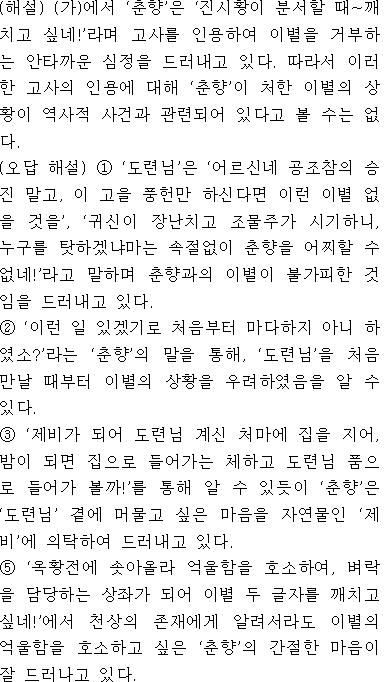 (해설) (가)에서 ‘춘향’은 ‘진시황이 분서할 때~깨
치고 싶네!’라며 고사를 인용하여 이별을 거부하
는 안타까운 심정을 드러내고 있다. 따라서 이러
한 고사의 인용에 대해 ‘춘향’이 처한 이별의 상
황이 역사적 사건과 관련되어 있다고 볼 수는 없
다.
(오답 해설) ① ‘도련님’은 ‘어르신네 공조참의 승
진 말고, 이 고을 풍헌만 하신다면 이런 이별 없
을 것을’, ‘귀신이 장난치고 조물주가 시기하니,
누구를 탓하겠냐마는 속절없이 춘향을 어찌할 수
없네!’라고 말하며 춘향과의 이별이 불가피한 것
임을 드러내고 있다.
② ‘이런 일 있겠기로 처음부터 마다하지 아니 하
였소?’라는 ‘춘향’의 말을 통해, ‘도련님’을 처음
만날 때부터 이별의 상황을 우려하였음을 알 수
있다.
③ ‘제비가 되어 도련님 계신 처마에 집을 지어,
밤이 되면 집으로 들어가는 체하고 도련님 품으
로 들어가 볼까!’를 통해 알 수 있듯이 ‘춘향’은
‘도련님’ 곁에 머물고 싶은 마음을 자연물인 ‘제
비’에 의탁하여 드러내고 있다.
⑤ ‘옥황전에 솟아올라 억울함을 호소하여, 벼락
을 담당하는 상좌가 되어 이별 두 글자를 깨치고
싶네!’에서 천상의 존재에게 알려서라도 이별의
억울함을 호소하고 싶은 ‘춘향’의 간절한 마음이
잘 드러나고 있다.